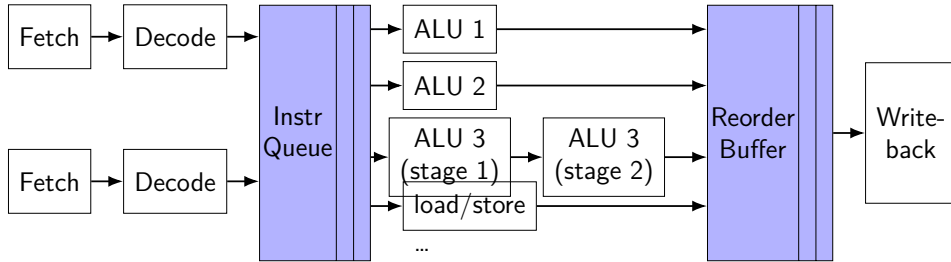 Fetch
Decode
Fetch
Decode
Instr
Queue
ALU 1
ALU 2
ALU 3
(stage 1)
ALU 3
(stage 2)
load/store
...
Reorder
Buffer
Write-
back